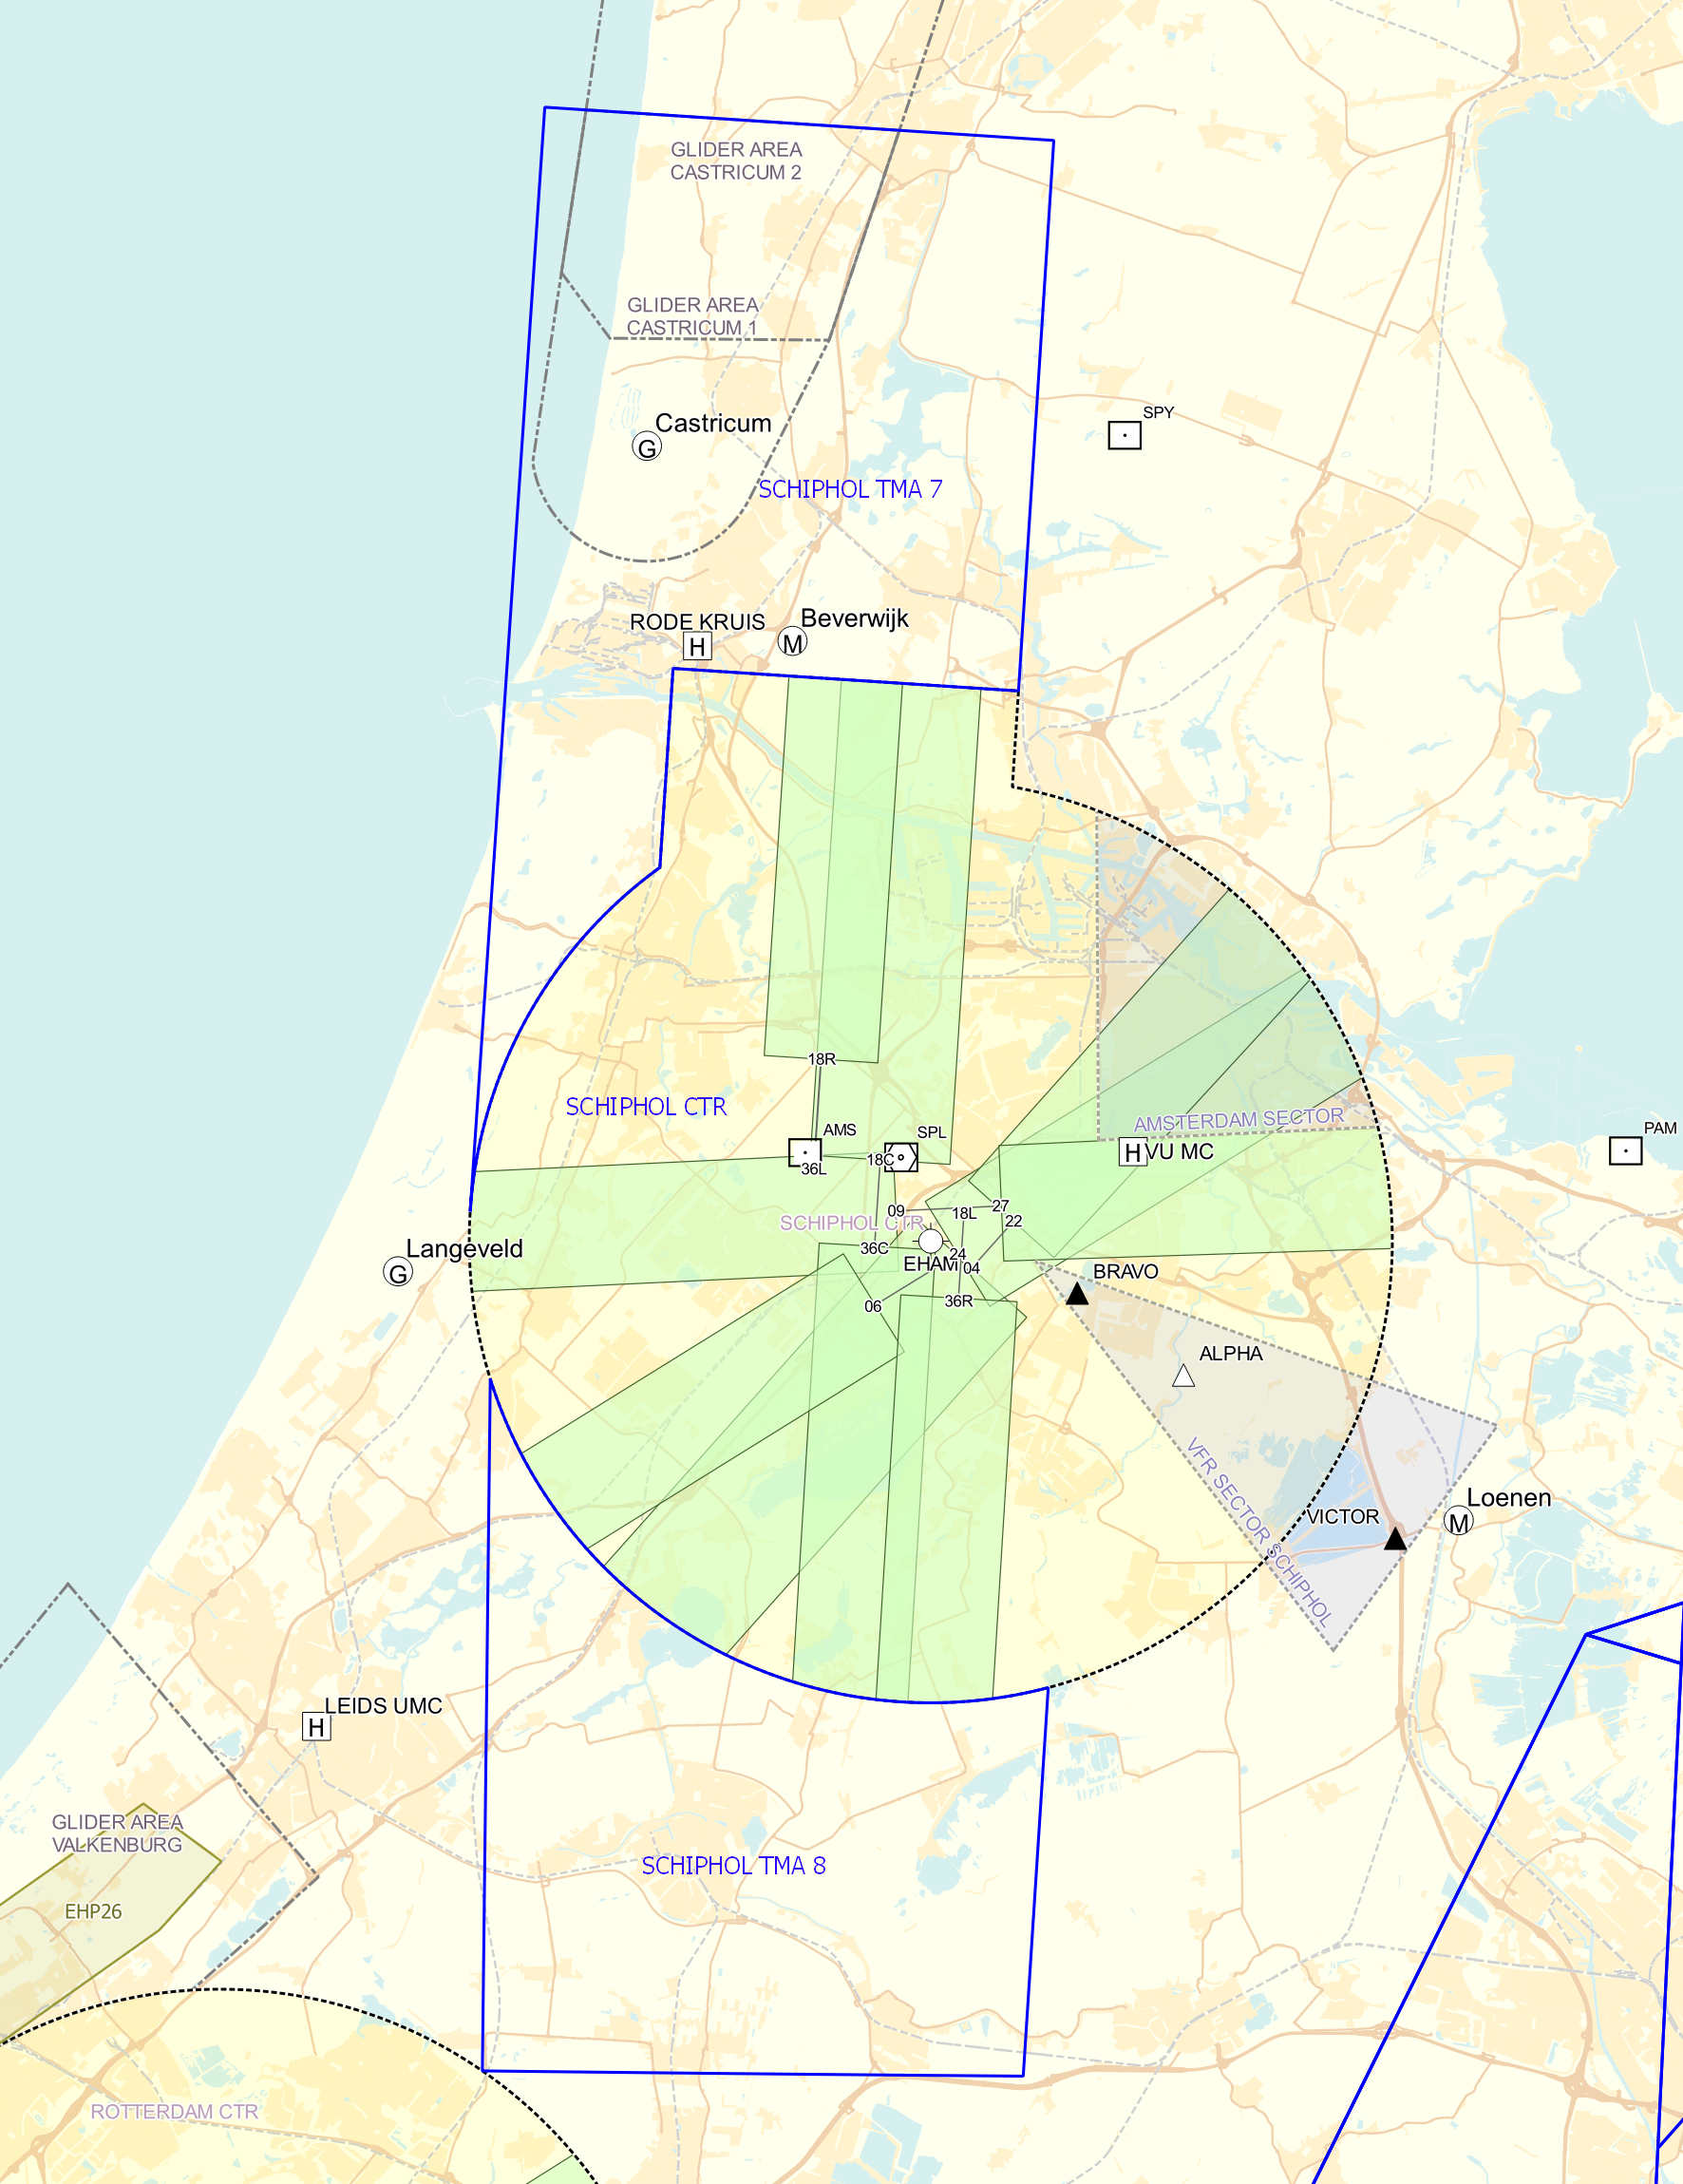 GLIDER AREA
CASTRICUM 2
GLIDER AREA
CASTRICUM 1
SPY
Castricum
G
SCHIPHOL TMA 7
RODE KRUIS
H
Beverwijk
M
18R
SCHIPHOL CTR
AMSTERDAM SECTOR
AMS
SPL
PAM
H
VU MC
18C
36L
27
09
18L
22
SCHIPHOL CTR
36C
24
EHAM
04
Langeveld
G
BRAVO
06
36R
ALPHA
VFR SECTOR SCHIPHOL
VICTOR
Loenen
M
LEIDS UMC
H
GLIDER AREA
VALKENBURG
SCHIPHOL TMA 8
EHP26
ROTTERDAM CTR